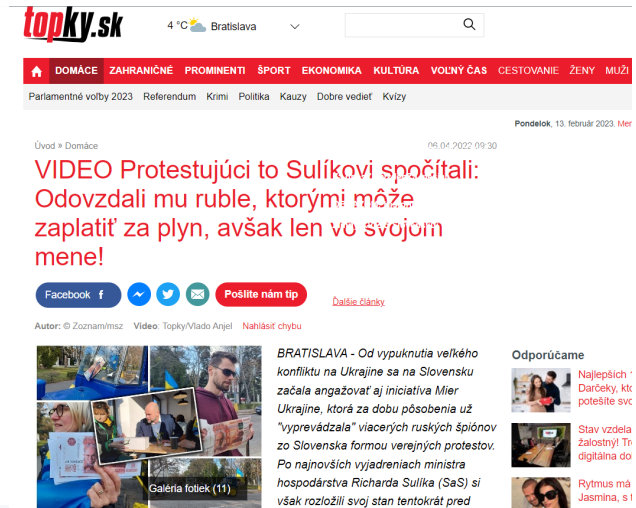 topky.sk
4 °C Bratislava
DOMÁCE ZAHRANIČNÉ PROMINENTI ŠPORT EKONOMIKA KULTÚRA VOĽNÝ ČAS CESTOVANIE ŽENY MUŽI
Parlamentné voľby 2023 Referendum Krimi Politika Kauzy Dobre vedieť Kvízy
Pondelok, 13. február 2023. Men
Úvod » Domáce
06.04.2022 09:30
VIDEO Protestujúci to Sulíkovi spočítali:
Odovzdali mu ruble, ktorými môže
zaplatiť za plyn, avšak len vo svojom
mene!
Facebook f
Pošlite nám tip
Ďalšie články
Autor: © Zoznam/msz Video: Topky/Vlado Anjel Nahlásiť chybu
BRATISLAVA - Od vypuknutia veľkého
konfliktu na Ukrajine sa na Slovensku
začala angažovať aj iniciatíva Mier
Ukrajine, ktorá za dobu pôsobenia už
"vyprevádzala" viacerých ruských špiónov
zo Slovenska formou verejných protestov.
Po najnovších vyjadreniach ministra
hospodárstva Richarda Sulíka (SaS) si
však rozložili svoj stan tentokrát pred
Galéria fotiek (11)
Odporúčame
Najlepších 1
Darčeky, kto
potešíte svo
Stav vzdela
žalostný! Tre
digitálna do
Rytmus má
Jasmina, s t